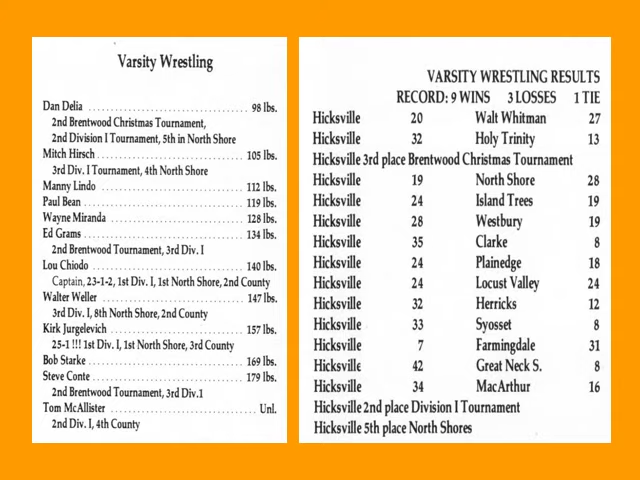 Varsity Wrestling
Dan Delia ........................................ 98 lbs.
2nd Brentwood Christmas Tournament,
2nd Division I Tournament, 5th in North Shore
Mitch Hirsch ........................................ 105 lbs.
3rd Div. I Tournament, 4th North Shore
Manny Lindo ........................................ 112 lbs.
Paul Bean ........................................ 119 lbs.
Wayne Miranda ........................................ 128 lbs.
Ed Grams ........................................ 134 lbs.
2nd Brentwood Tournament, 3rd Div. I
Lou Chiodo ........................................ 140 lbs.
Captain, 23-1-2, 1st Div. I, 1st North Shore, 2nd County
Walter Weller ........................................ 147 lbs.
3rd Div. I, 8th North Shore, 2nd County
Kirk Jurgelevich ........................................ 157 lbs.
25-1 !!! 1st Div. I, 1st North Shore, 3rd County
Bob Starke ........................................ 169 lbs.
Steve Conte ........................................ 179 lbs.
2nd Brentwood Tournament, 3rd Div.1
Tom McAllister ........................................ Unl.
2nd Div. I, 4th County
VARSITY WRESTLING RESULTS
RECORD: 9 WINS 3 LOSSES 1 TIE
Hicksville 20 Walt Whitman 27
Hicksville 32 Holy Trinity 13
Hicksville 3rd place Brentwood Christmas Tournament
Hicksville 19 North Shore 28
Hicksville 24 Island Trees 19
Hicksville 28 Westbury 19
Hicksville 35 Clarke 8
Hicksville 24 Plainedge 18
Hicksville 24 Locust Valley 24
Hicksville 32 Herricks 12
Hicksville 33 Syosset 8
Hicksville 7 Farmingdale 31
Hicksville 42 Great Neck S. 8
Hicksville 34 MacArthur 16
Hicksville 2nd place Division I Tournament
Hicksville 5th place North Shores